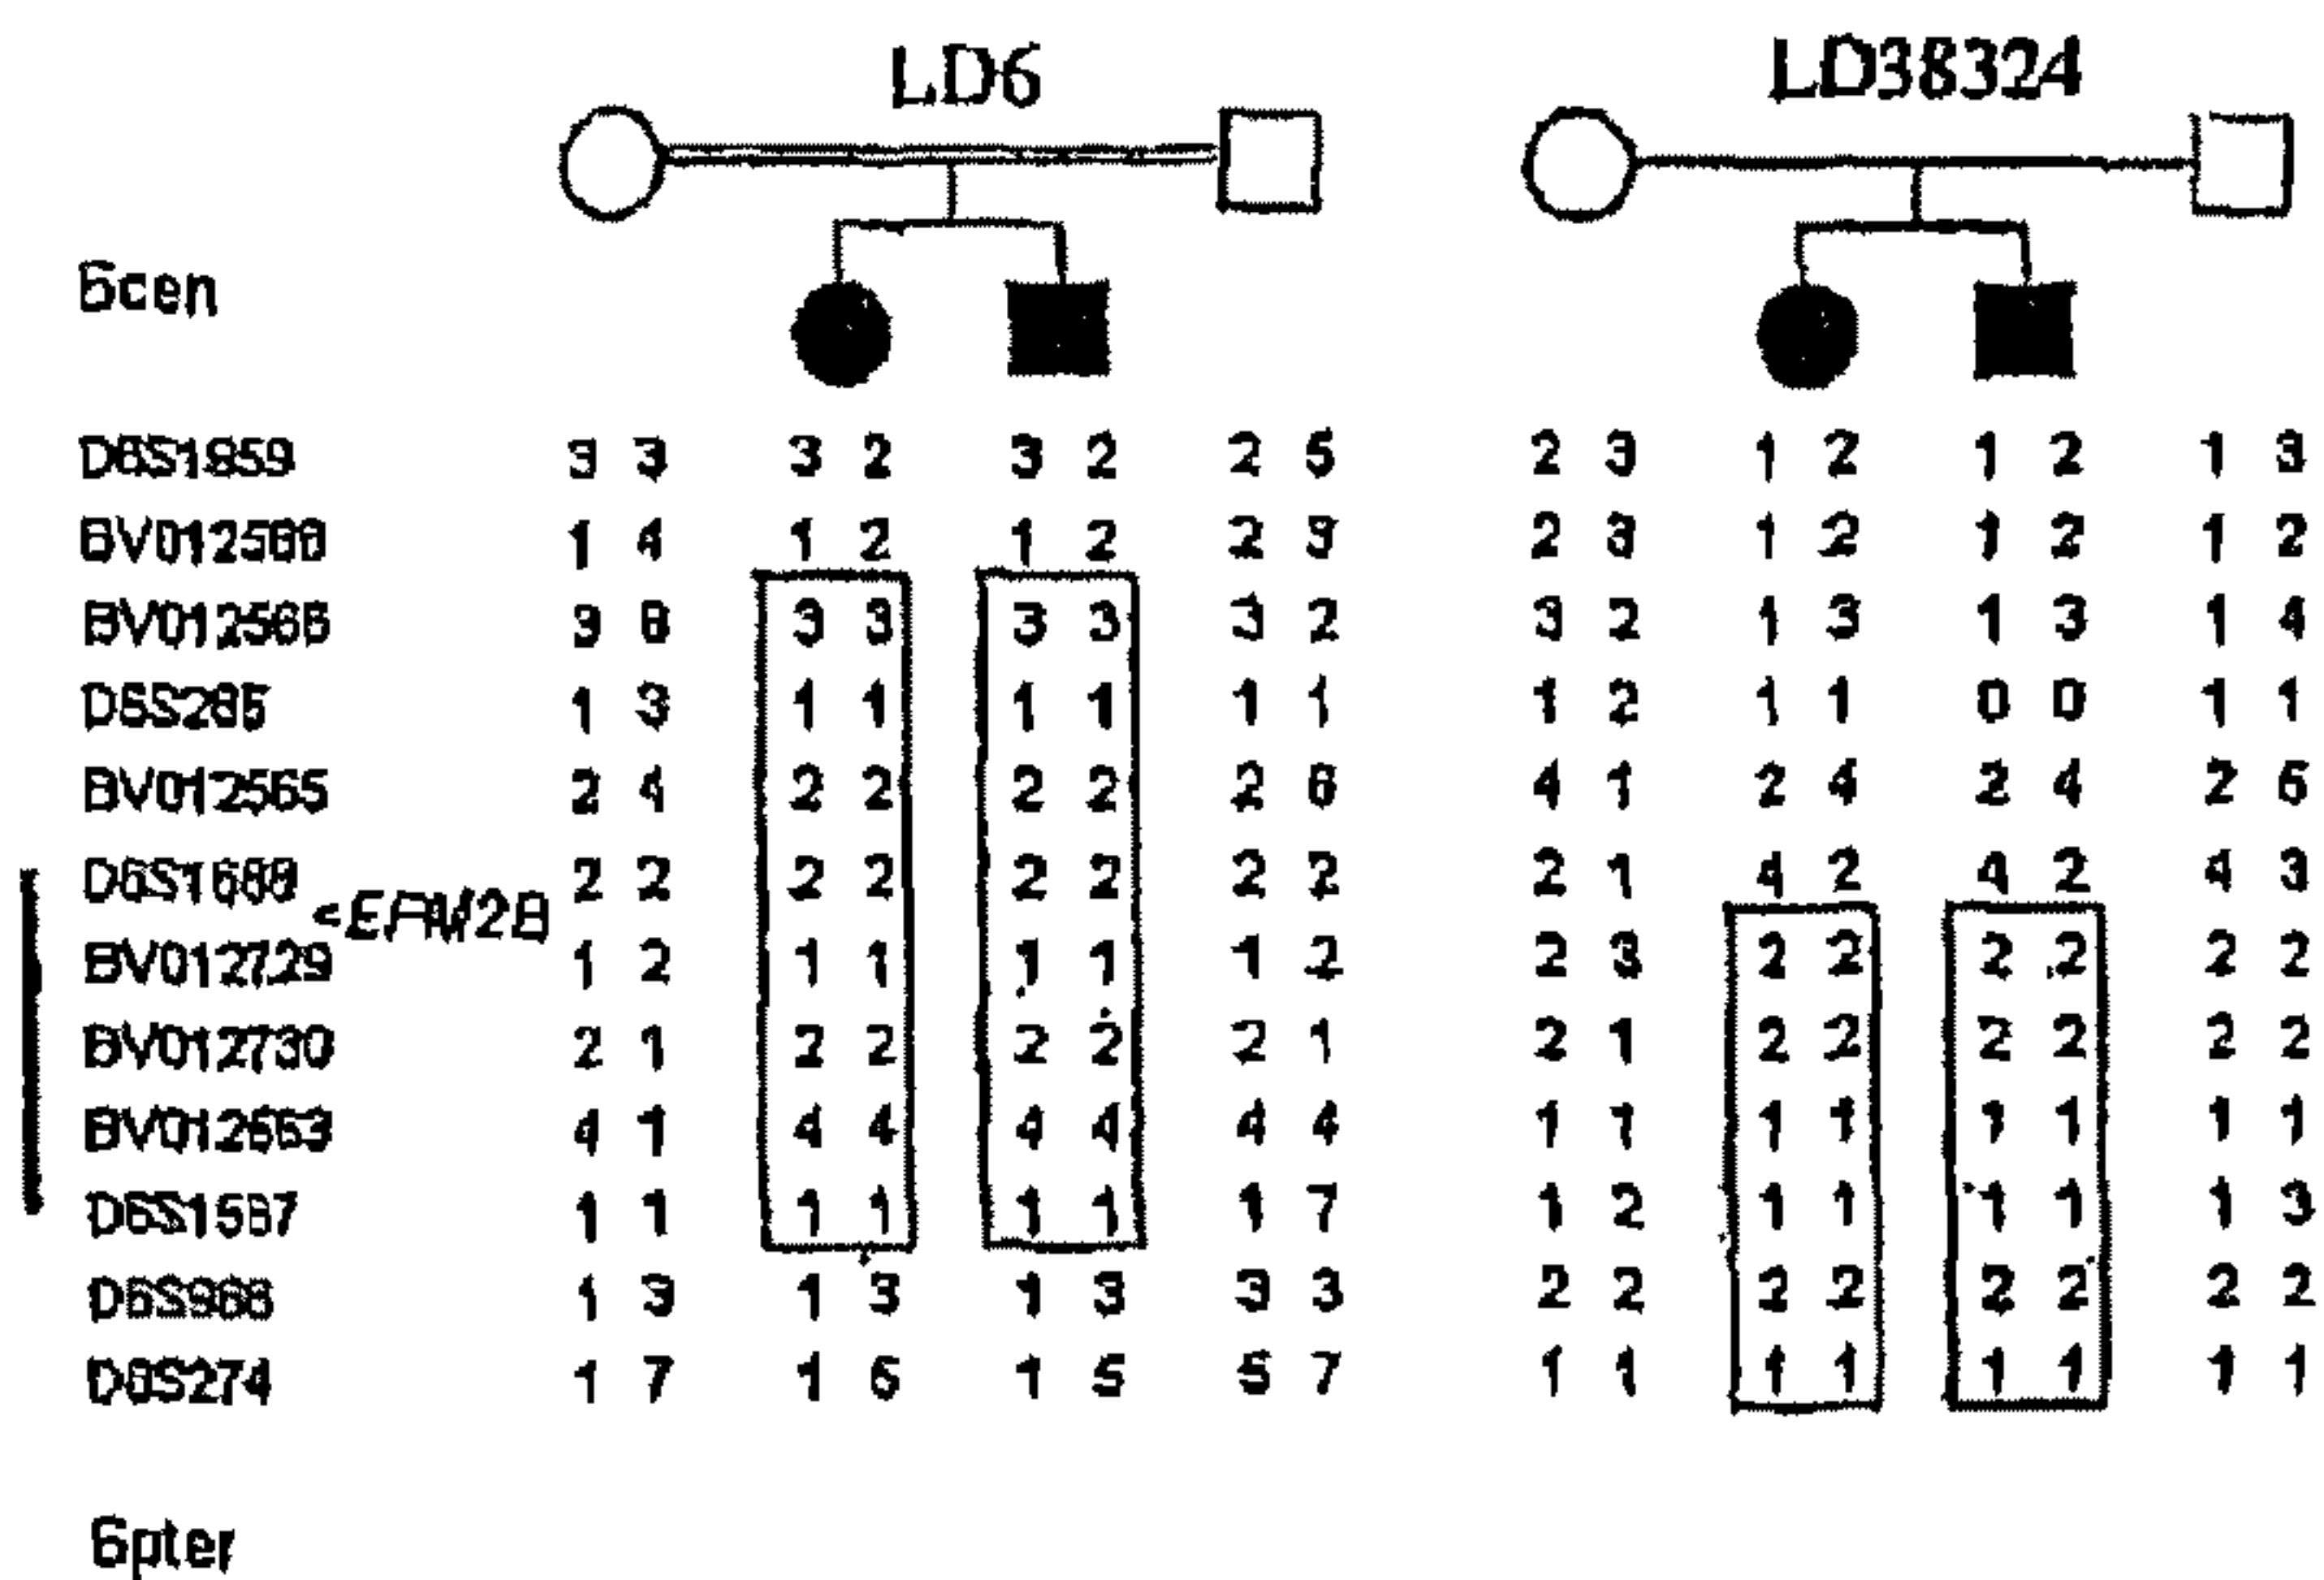 LD6 LD38324
6cen
D6S1959 3 3 3 2 3 2 2 5 2 3 1 2 1 2 1 3
1 4 1 2 1 2 2 3 2 3 1 2 1 2 1 2
3 8 3 3 3 3 3 2 3 2 1 3 1 3 1 4
D6S285 1 3 1 1 1 1 1 1 1 2 1 1 0 0 1 1
BV012565 2 4 2 2 2 2 2 6 4 1 2 4 2 4 2
D6S1688 2 2 2 2 2 2 2 2 2 1 4 2 4 2 4 3
BV012729 1 2 1 1 1 1 1 2 2 3 2 2 2 2 2 2
BV012730 2 1 2 2 2 2 2 1 2 1 2 2 2 2 2 2
4 1 4 4 4 4 4 4 1 1 1 1 1 1 1 1
D6S1567 1 1 1 1 1 1 1 7 1 2 1 1 1 1 1 3
1 3 1 3 1 3 3 3 2 2 2 2 2 2 2 2
D6S274 1 7 1 5 1 5 5 7 1 1 1 1 1 1 1 1
6pter